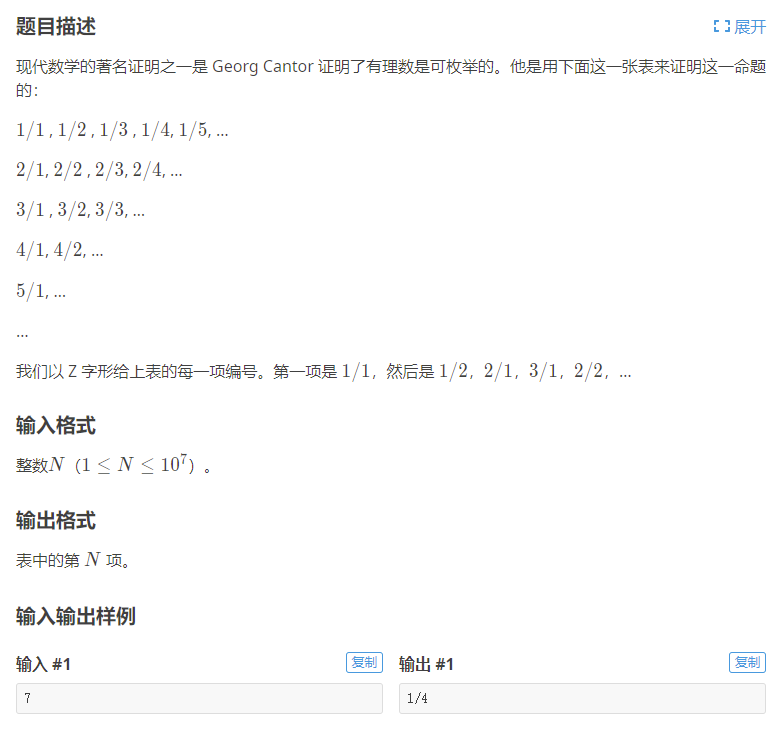 题目描述
展开
现代数学的著名证明之一是 Georg Cantor 证明了有理数是可枚举的。他是用下面这一张表来证明这一命题
的：
1/1 , 1/2 , 1/3 , 1/4, 1/5, …
2/1, 2/2 , 2/3, 2/4, …
3/1 , 3/2, 3/3, …
4/1, 4/2, …
5/1, …
…
我们以 Z 字形给上表的每一项编号。第一项是 1/1，然后是 1/2，2/1，3/1，2/2，…
输入格式
整数N（1 ≤ N ≤ 10⁷）。
输出格式
表中的第 N 项。
输入输出样例
输入 #1 复制
7
输出 #1 复制
1/4